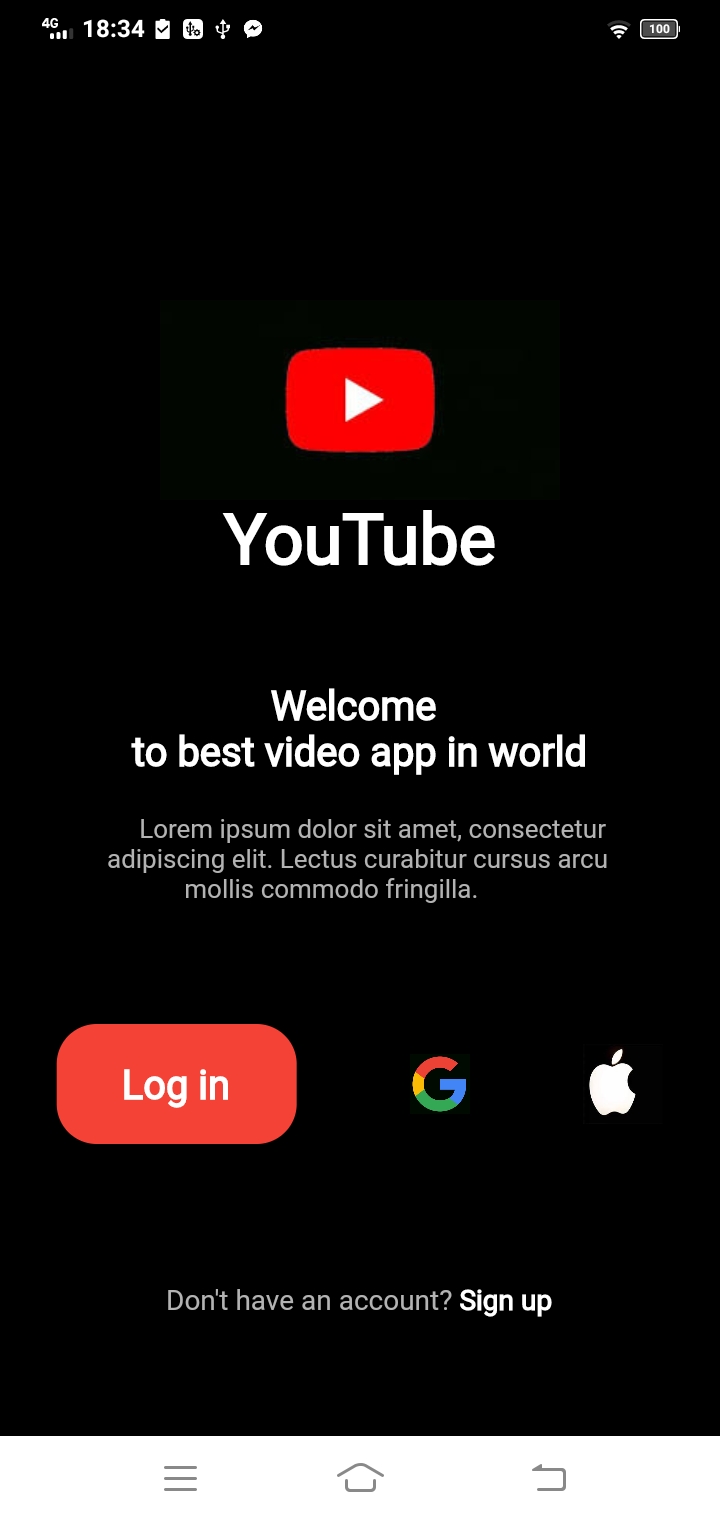 4G 18:34 100
YouTube
Welcome
to best video app in world
Lorem ipsum dolor sit amet, consectetur
adipiscing elit. Lectus curabitur cursus arcu
mollis commodo fringilla.
Log in
Don't have an account? Sign up